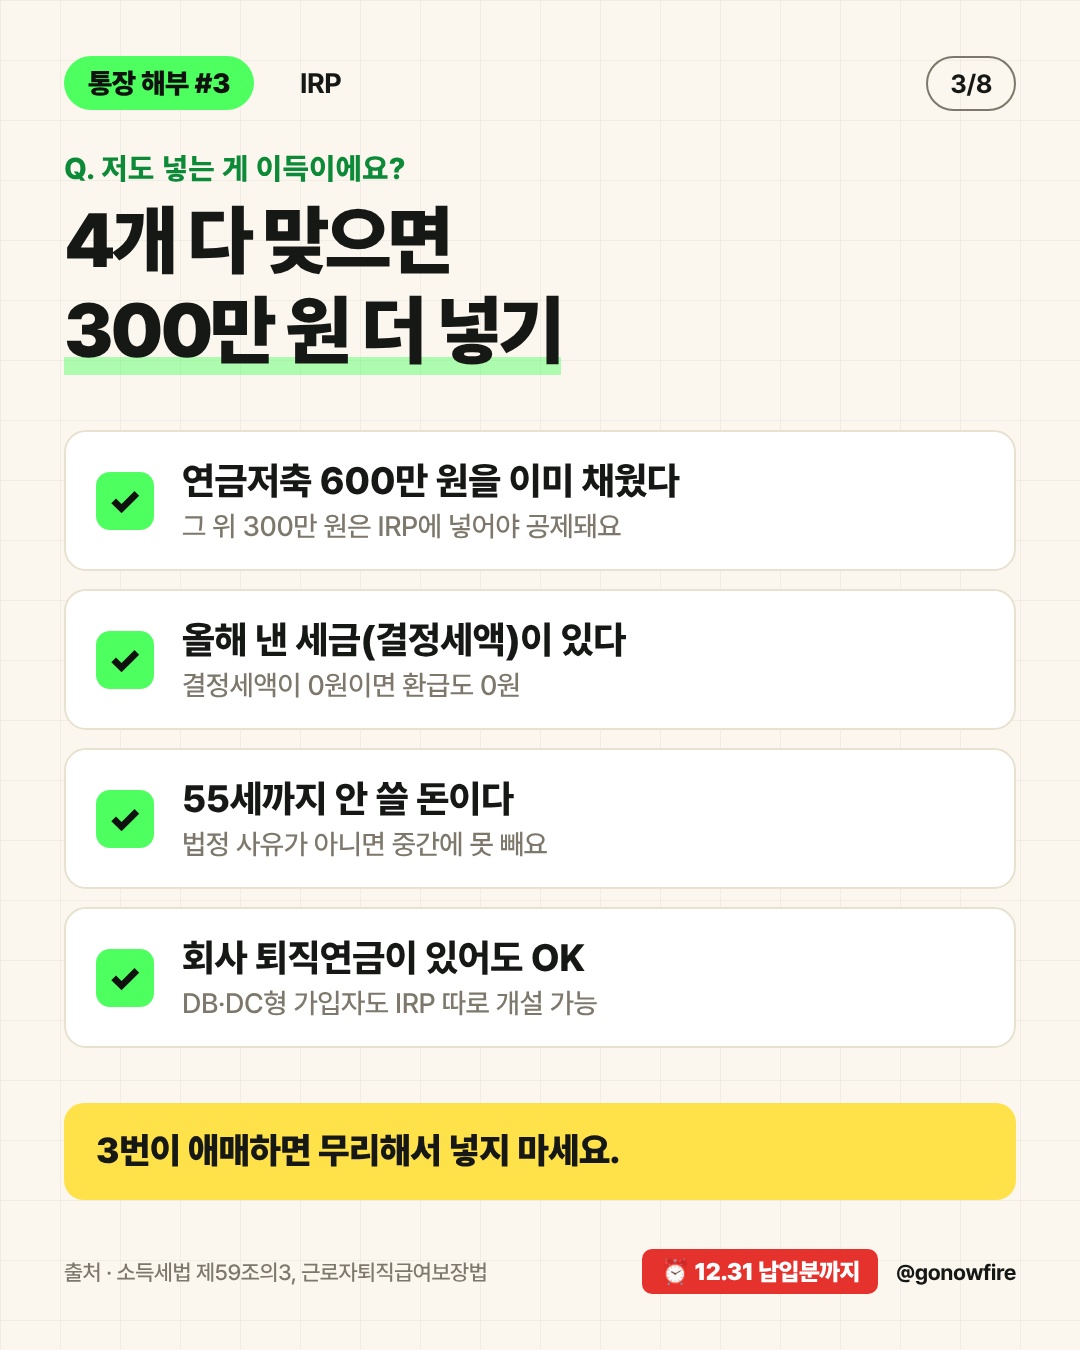 통장 해부 #3
IRP
3/8
Q. 저도 넣는 게 이득이에요?
4개 다 맞으면
300만 원 더 넣기
연금저축 600만 원을 이미 채웠다
그 위 300만 원은 IRP에 넣어야 공제돼요
올해 낸 세금(결정세액)이 있다
결정세액이 0원이면 환급도 0원
55세까지 안 쓸 돈이다
법정 사유가 아니면 중간에 못 빼요
회사 퇴직연금이 있어도 OK
DB·DC형 가입자도 IRP 따로 개설 가능
3번이 애매하면 무리해서 넣지 마세요.
출처 · 소득세법 제59조의3, 근로자퇴직급여보장법
⏰ 12.31 납입분까지
@gonowfire